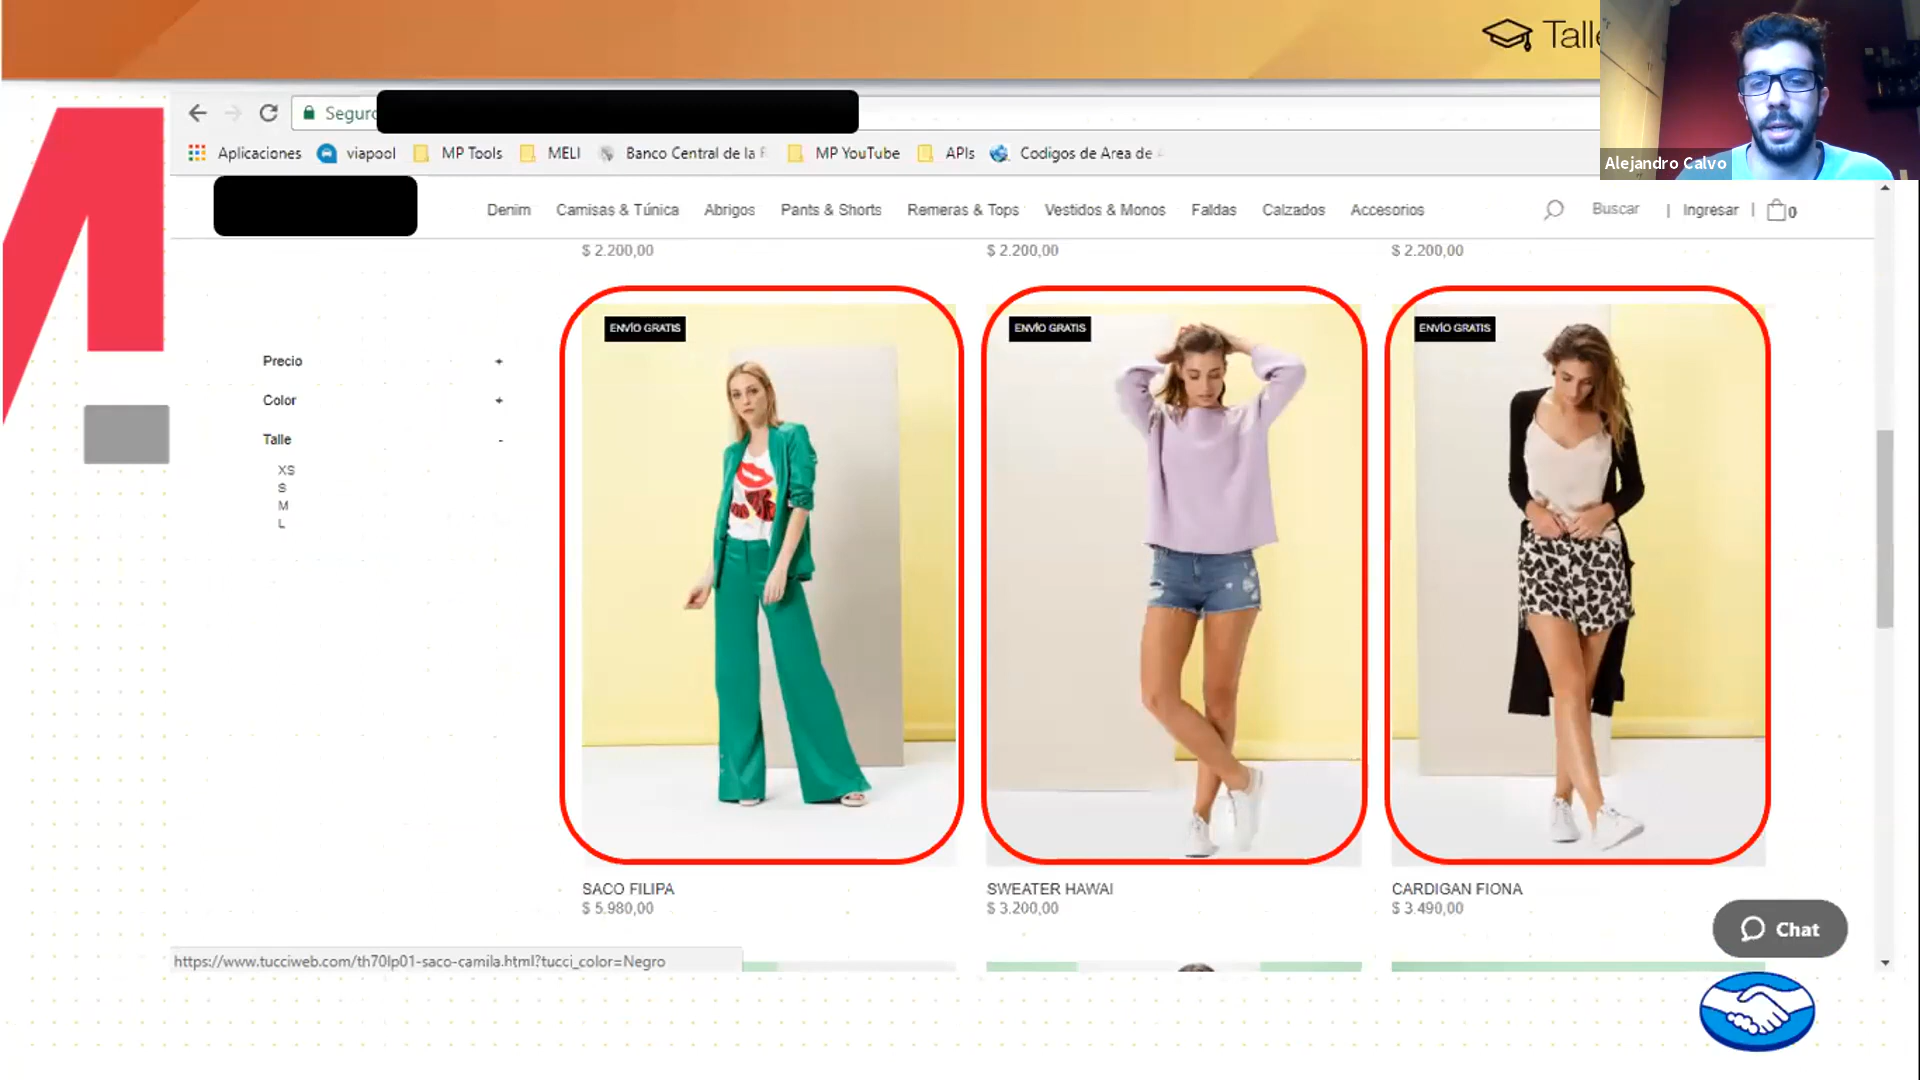 Talle
Alejandro Calvo
Seguro
Aplicaciones viapool MP Tools MELI Banco Central de la MP YouTube APIs Codigos de Area de
Denim Camisas & Túnica Abrigos Pants & Shorts Remeras & Tops Vestidos & Monos Faldas Calzados Accesorios Buscar | Ingresar | 0
$ 2.200,00 $ 2.200,00 $ 2.200,00
ENVÍO GRATIS ENVÍO GRATIS ENVÍO GRATIS
Precio +
Color +
Talle -
XS
S
M
L
SACO FILIPA SWEATER HAWAI CARDIGAN FIONA
$ 5.980,00 $ 3.200,00 $ 3.490,00
Chat
https://www.tucciweb.com/th70lp01-saco-camila.html?tucci_color=Negro